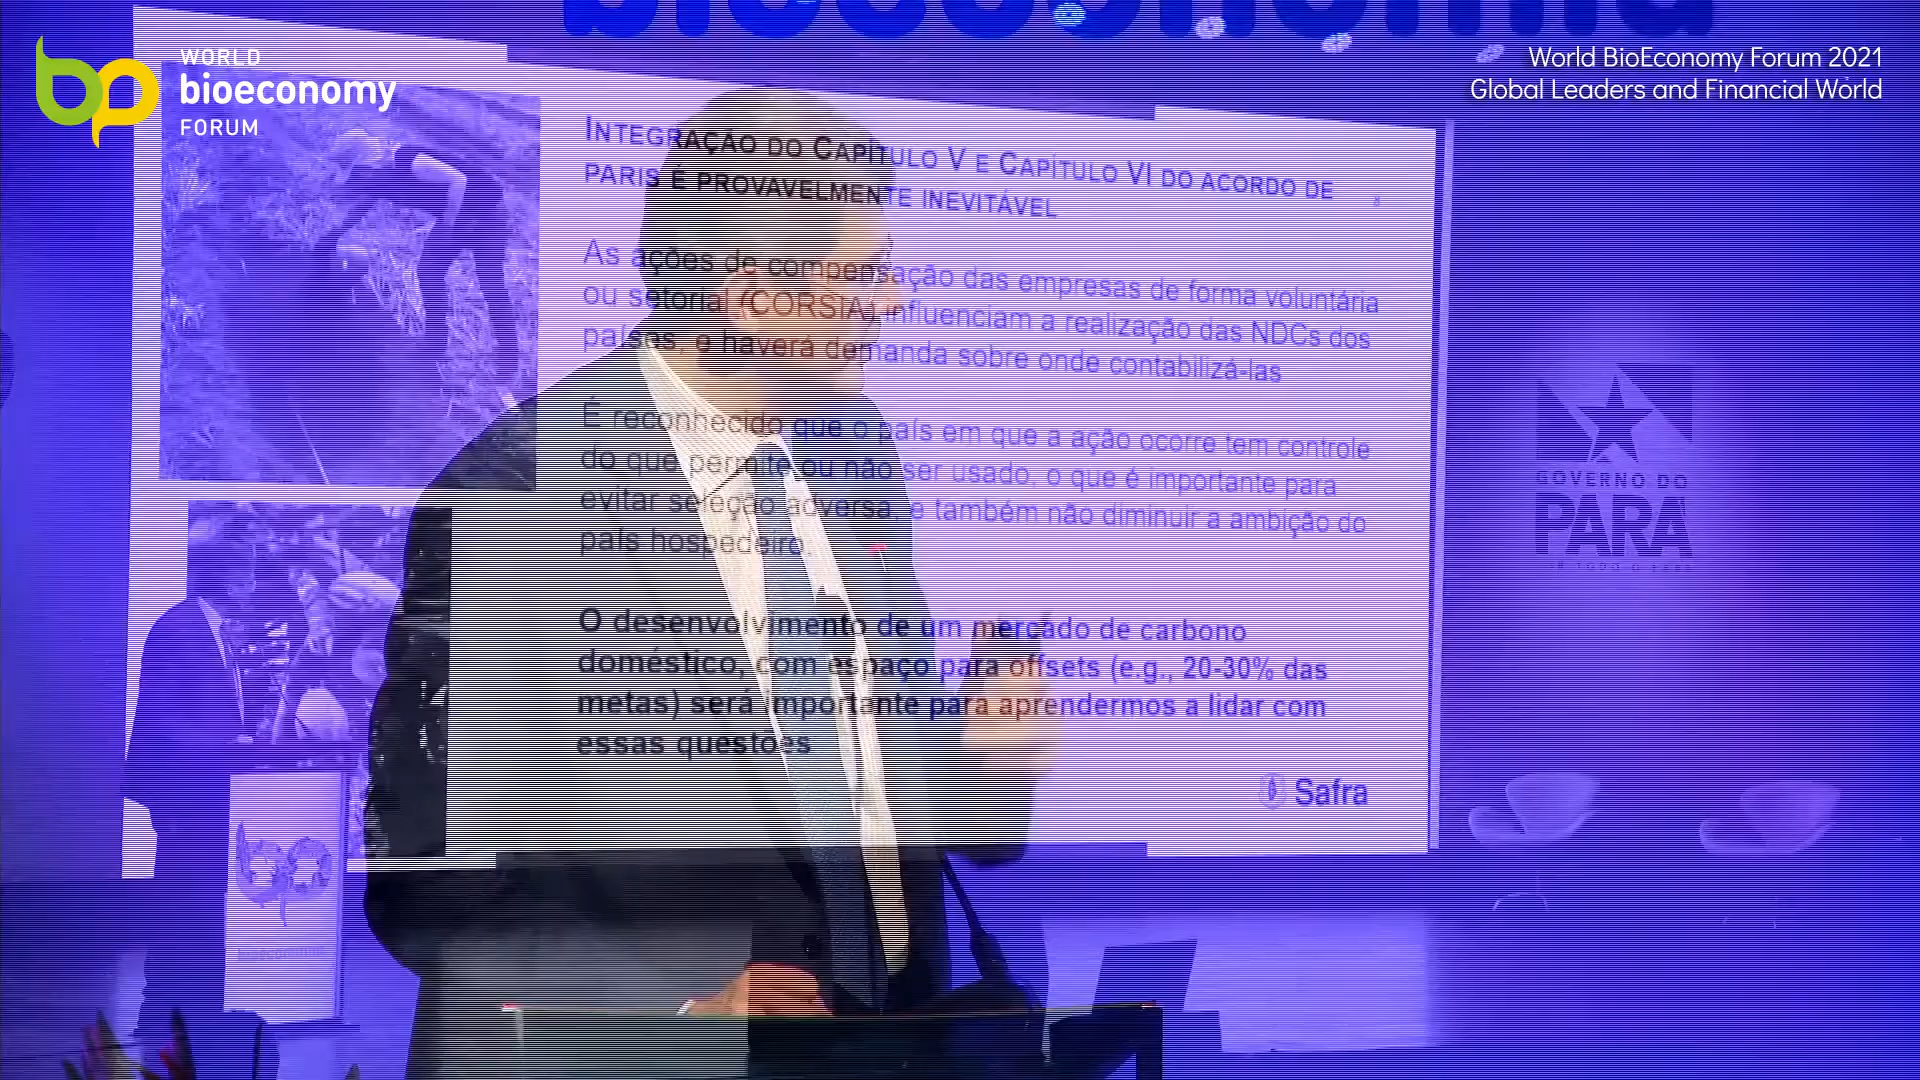 bioeconomia
WORLD
bioeconomy
FORUM
World BioEconomy Forum 2021
Global Leaders and Financial World
INTEGRAÇÃO DO CAPÍTULO V E CAPÍTULO VI DO ACORDO DE
PARIS É PROVAVELMENTE INEVITÁVEL
8
As ações de compensação das empresas de forma voluntária
ou setorial (CORSIA) influenciam a realização das NDCs dos
países, e haverá demanda sobre onde contabilizá-las
É reconhecido que o país em que a ação ocorre tem controle
do que permite ou não ser usado, o que é importante para
evitar seleção adversa, e também não diminuir a ambição do
país hospedeiro.
O desenvolvimento de um mercado de carbono
doméstico, com espaço para offsets (e.g., 20-30% das
metas) será importante para aprendermos a lidar com
essas questões
Safra
GOVERNO DO
PARÁ
bioeconomia